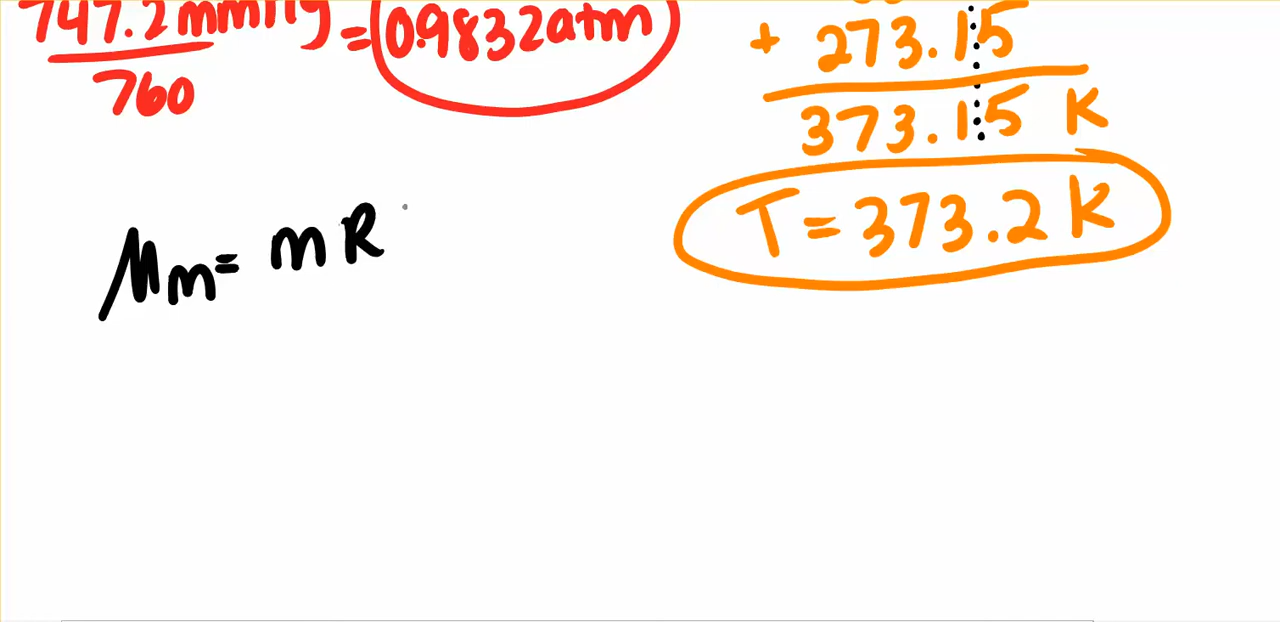 747.2 mmHg = 0.9832 atm
760
+ 273.15
373.15 K
T = 373.2 K
Mm = mR